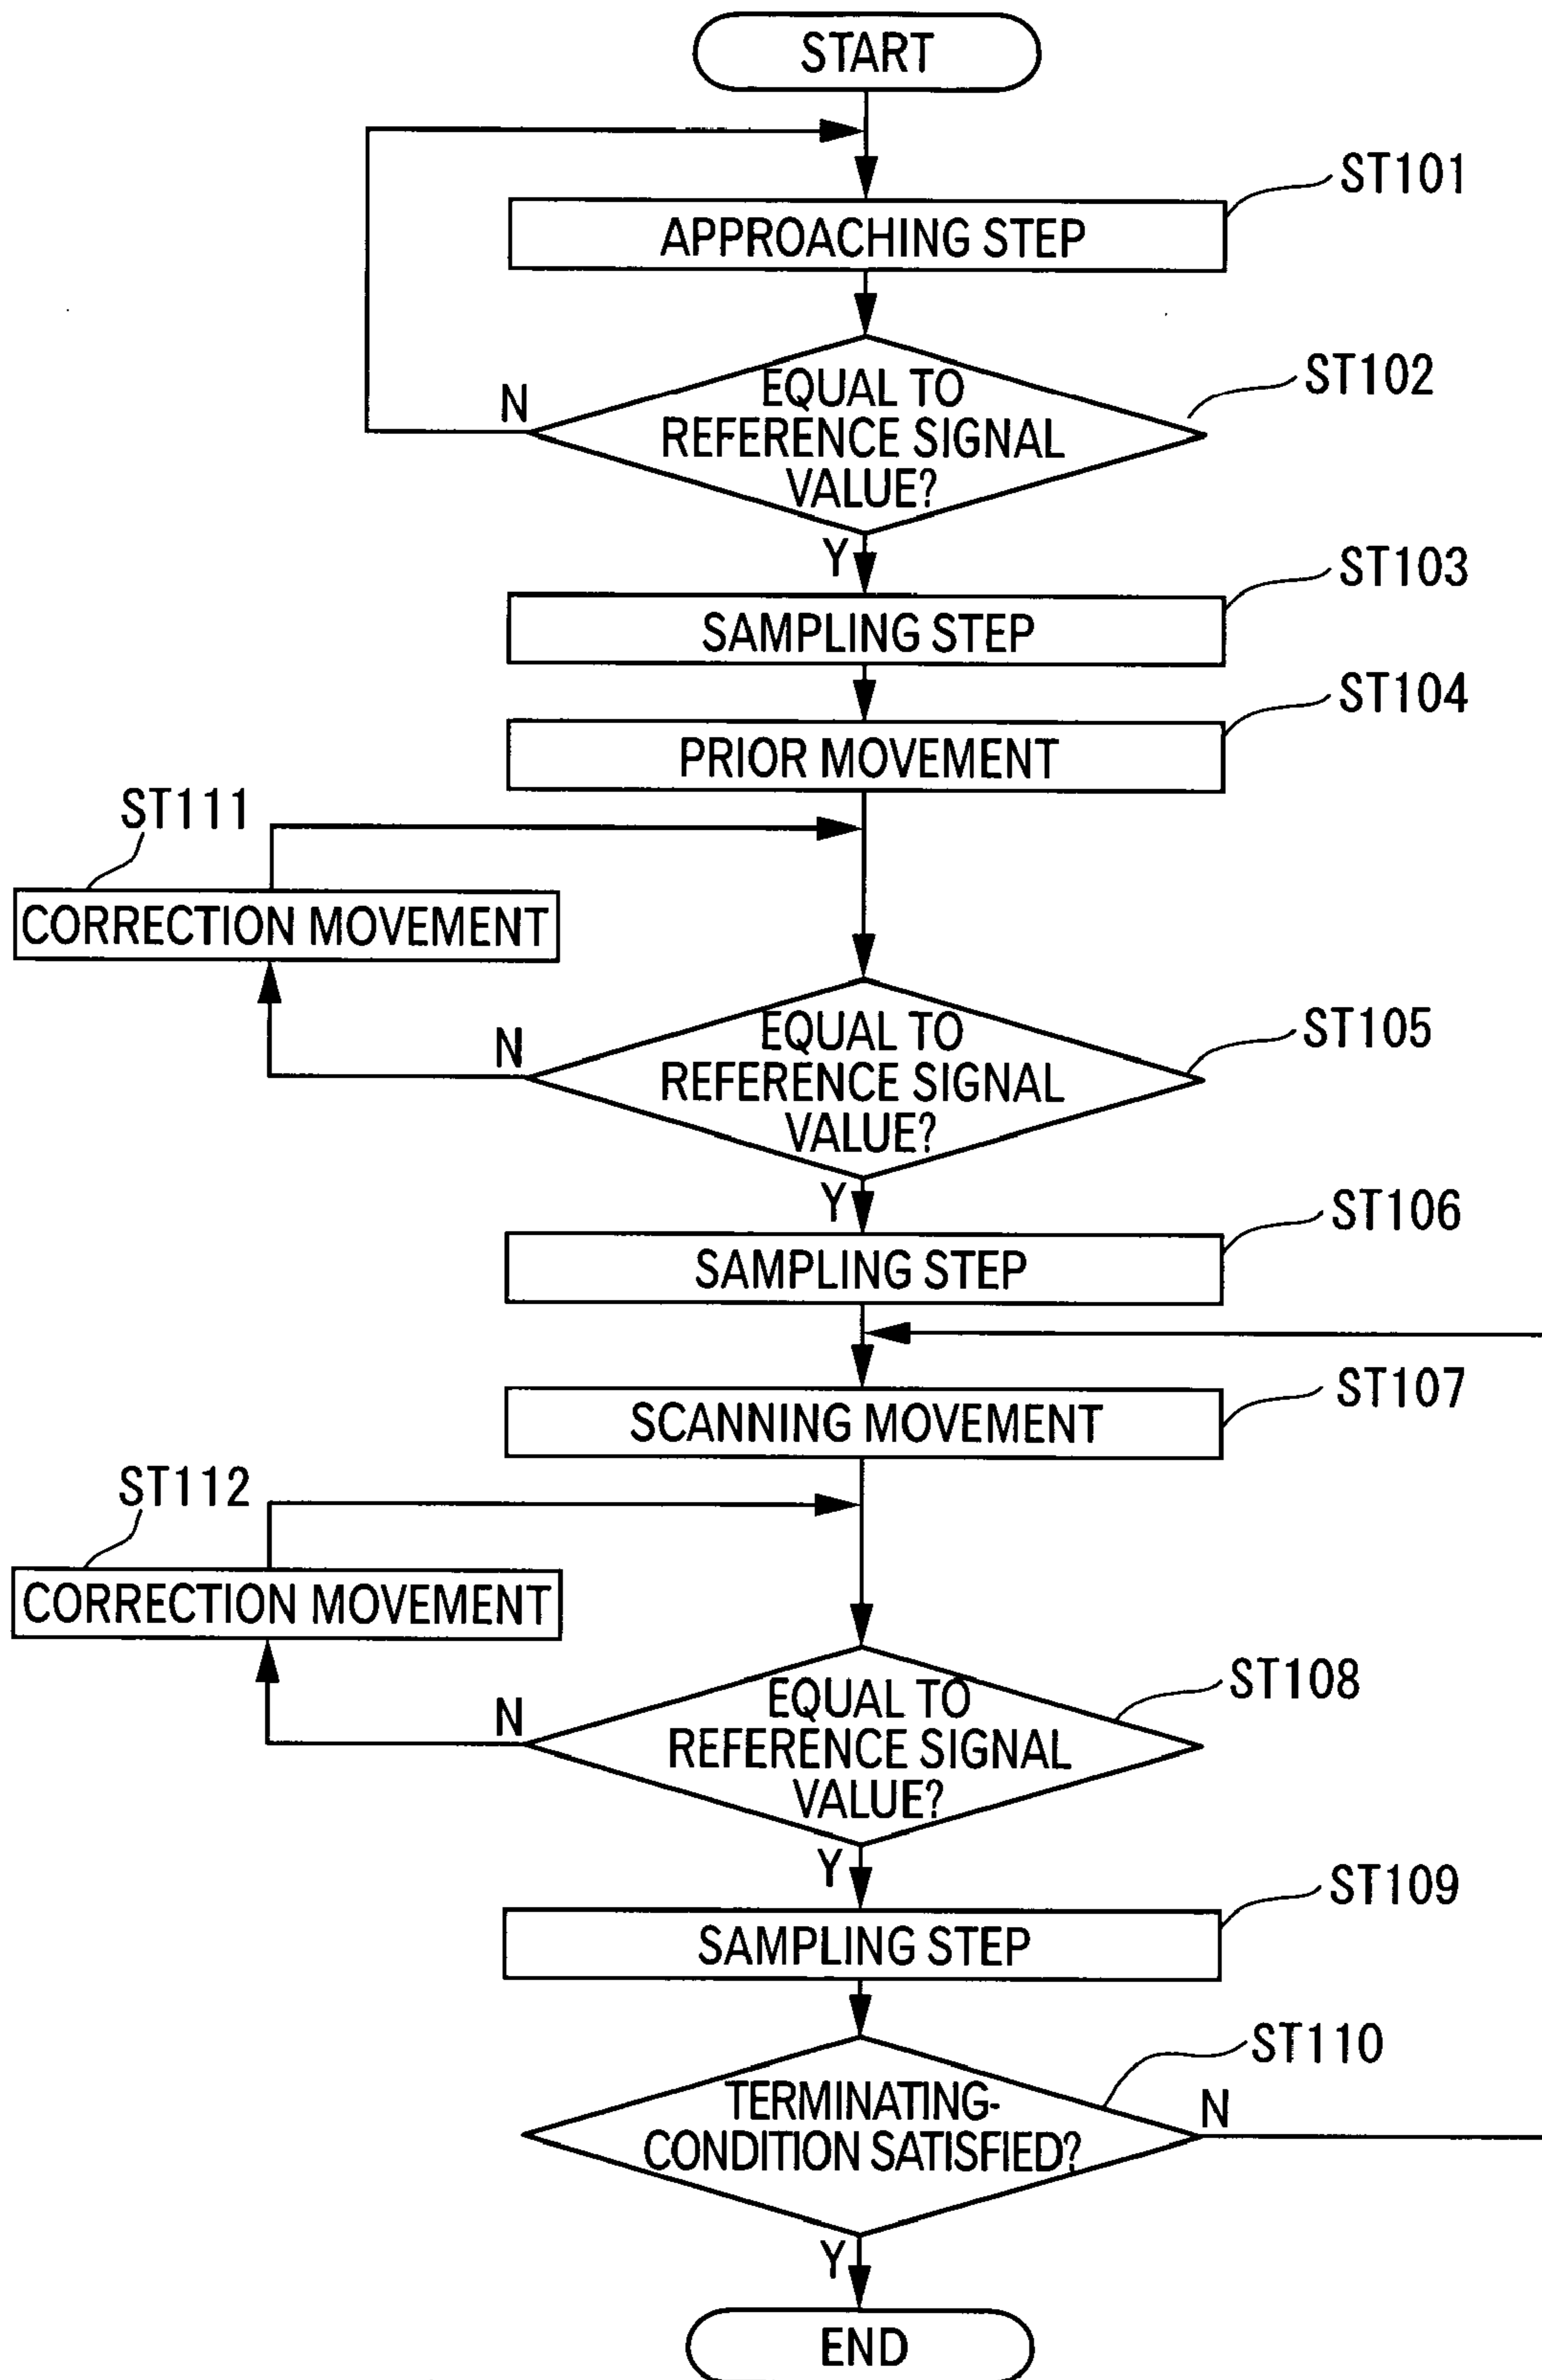 START
ST101
APPROACHING STEP
ST102
EQUAL TO
REFERENCE SIGNAL
VALUE?
N
Y
ST103
SAMPLING STEP
ST104
PRIOR MOVEMENT
ST111
CORRECTION MOVEMENT
ST105
EQUAL TO
REFERENCE SIGNAL
VALUE?
N
Y
ST106
SAMPLING STEP
ST107
SCANNING MOVEMENT
ST112
CORRECTION MOVEMENT
ST108
EQUAL TO
REFERENCE SIGNAL
VALUE?
N
Y
ST109
SAMPLING STEP
ST110
TERMINATING-
CONDITION SATISFIED?
N
Y
END